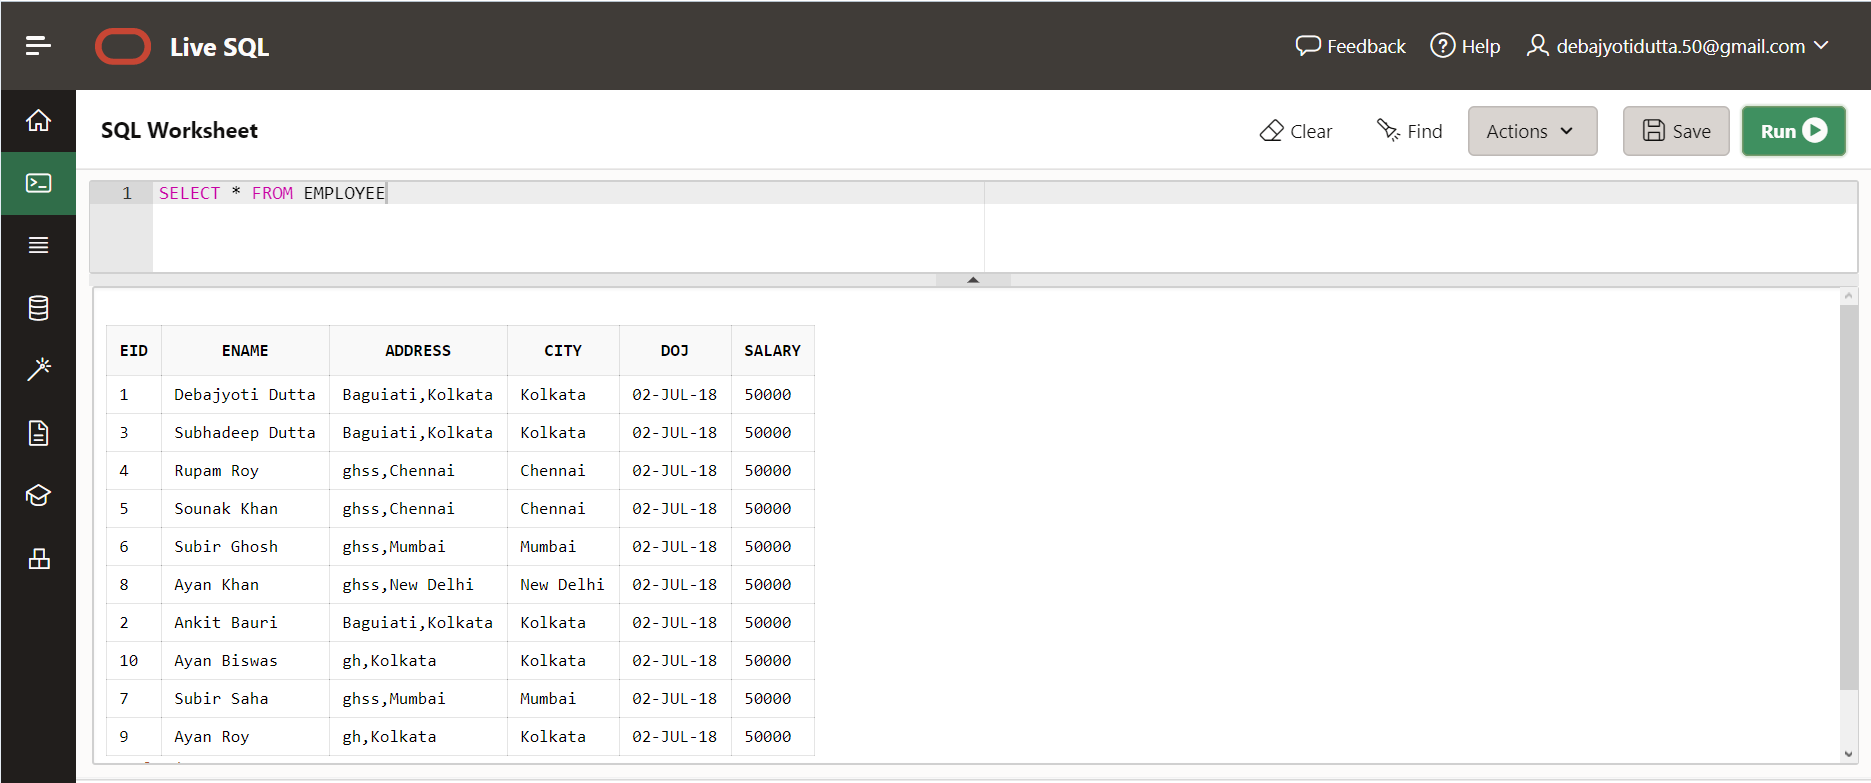 Live SQL
Feedback Help debajyotidutta.50@gmail.com
SQL Worksheet
Clear Find Actions Save Run
1 SELECT * FROM EMPLOYEE
EID ENAME ADDRESS CITY DOJ SALARY
1 Debajyoti Dutta Baguiati,Kolkata Kolkata 02-JUL-18 50000
3 Subhadeep Dutta Baguiati,Kolkata Kolkata 02-JUL-18 50000
4 Rupam Roy ghss,Chennai Chennai 02-JUL-18 50000
5 Sounak Khan ghss,Chennai Chennai 02-JUL-18 50000
6 Subir Ghosh ghss,Mumbai Mumbai 02-JUL-18 50000
8 Ayan Khan ghss,New Delhi New Delhi 02-JUL-18 50000
2 Ankit Bauri Baguiati,Kolkata Kolkata 02-JUL-18 50000
10 Ayan Biswas gh,Kolkata Kolkata 02-JUL-18 50000
7 Subir Saha ghss,Mumbai Mumbai 02-JUL-18 50000
9 Ayan Roy gh,Kolkata Kolkata 02-JUL-18 50000